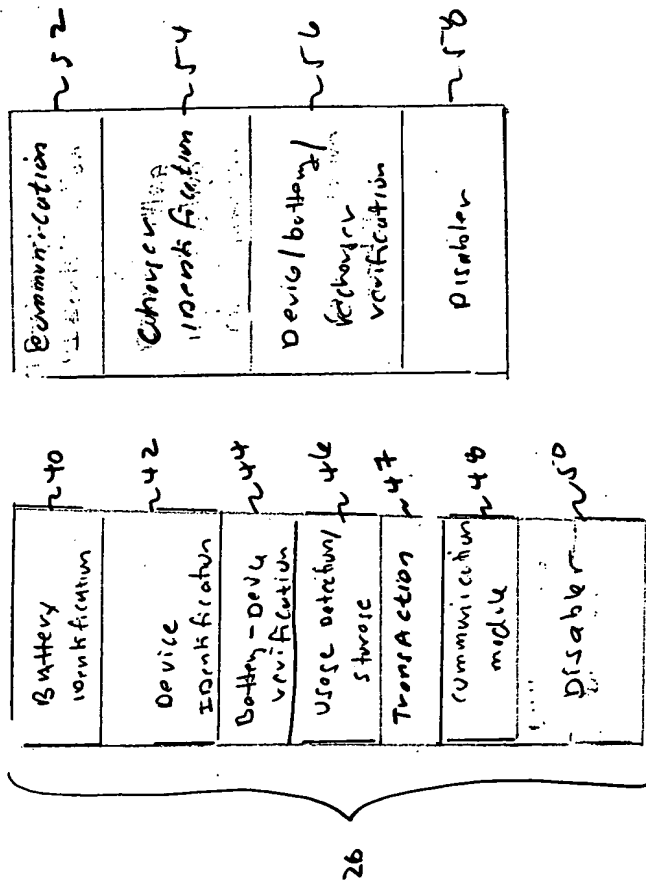 26
Battery
Identification
~40
Device
IDentification
~42
Battery-Device
verification
~44
Usage Detection/
storage
~46
TransACtion
~47
communication
module
~48
Disabler
~50
communication
~52
Charger
IDentification
~54
Device/battery/
Recharger
verification
~56
Disabler
~58